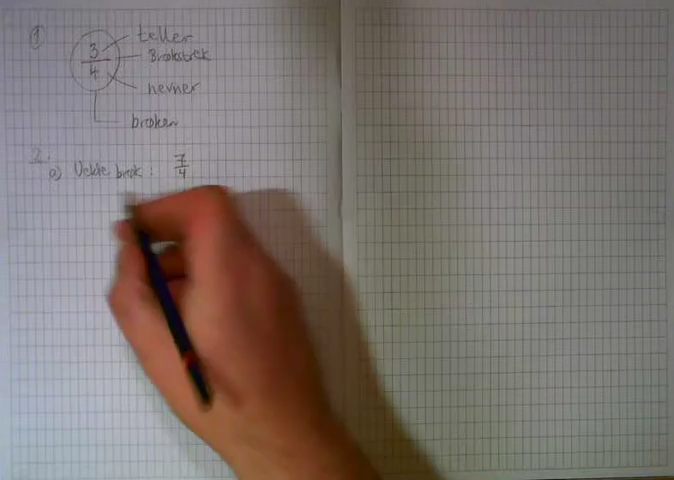 1
3/4
teller
Brøkstrek
nevner
brøken
2.
a) Uekte brøk: 7/4